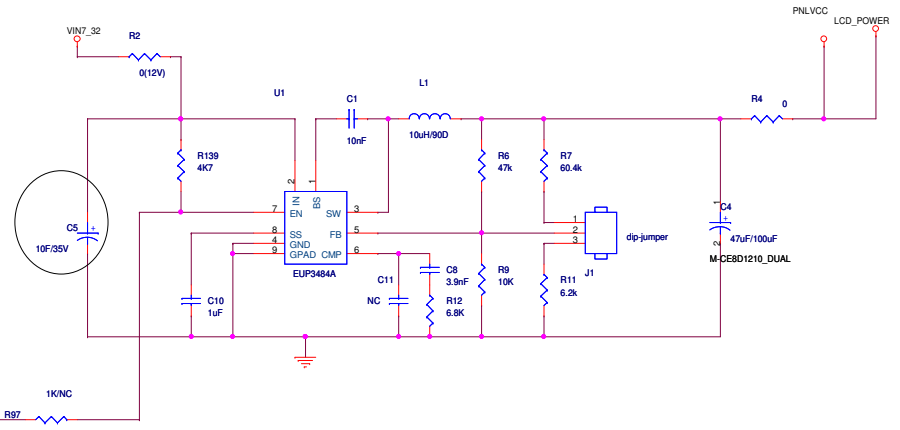 PNLVCC
LCD_POWER
VIN7_32
R2
0(12V)
U1
C1
10nF
L1
10uH/90D
R4
0
R139
4K7
R6
47k
R7
60.4k
2
1
IN
BS
7
EN
SW
3
8
SS
FB
5
4
GND
9
GPAD
CMP
6
EUP3484A
1
2
3
dip-jumper
J1
1
C4
+
47uF/100uF
2
M-CE8D1210_DUAL
C5
+
10F/35V
C10
1uF
C11
NC
C8
3.9nF
R12
6.8K
R9
10K
R11
6.2k
1K/NC
R97